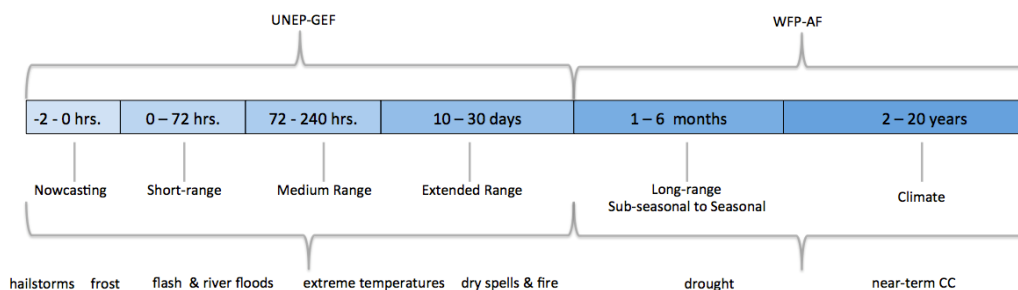 UNEP-GEF
WFP-AF
-2 - 0 hrs.
0 – 72 hrs.
72 - 240 hrs.
10 – 30 days
1 – 6 months
2 – 20 years
Nowcasting
Short-range
Medium Range
Extended Range
Long-range
Sub-seasonal to Seasonal
Climate
hailstorms
frost
flash & river floods
extreme temperatures
dry spells & fire
drought
near-term CC